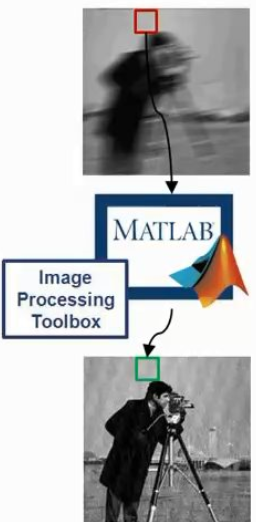 MATLAB
Image
Processing
Toolbox